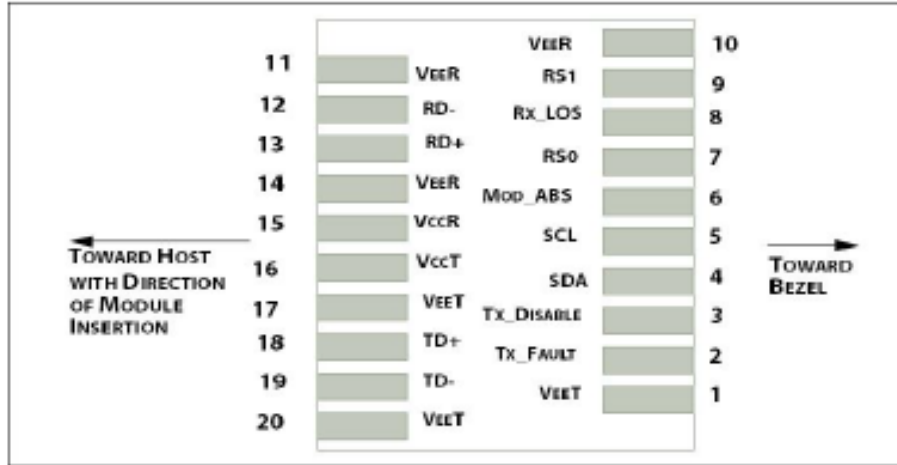 11 VEER
12 RD-
13 RD+
14 VEER
15 VCCR
16 VCCT
17 VEET
18 TD+
19 TD-
20 VEET
VEER 10
RS1 9
RX_LOS 8
RS0 7
MOD_ABS 6
SCL 5
SDA 4
TX_DISABLE 3
TX_FAULT 2
VEET 1
TOWARD HOST
WITH DIRECTION
OF MODULE
INSERTION
TOWARD
BEZEL